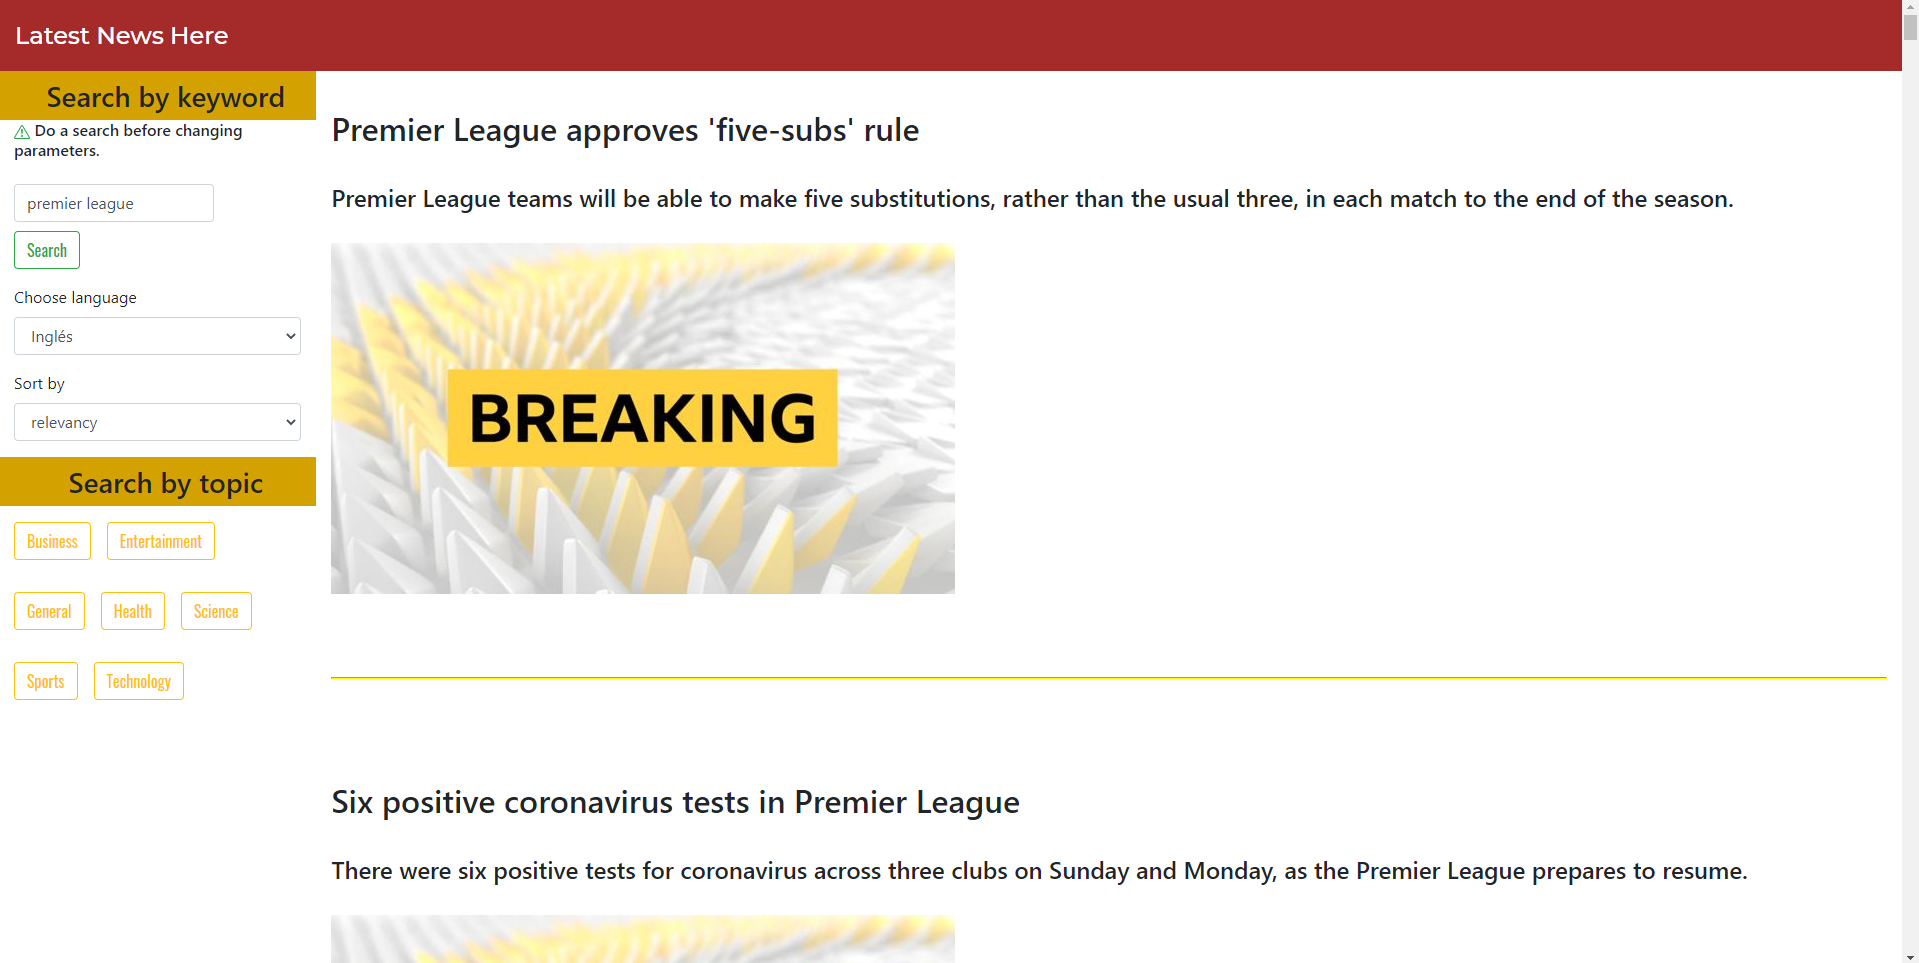 Latest News Here
Search by keyword
Do a search before changing
parameters.
premier league
Search
Choose language
Inglés
Sort by
relevancy
Search by topic
Business
Entertainment
General
Health
Science
Sports
Technology
Premier League approves 'five-subs' rule
Premier League teams will be able to make five substitutions, rather than the usual three, in each match to the end of the season.
BREAKING
Six positive coronavirus tests in Premier League
There were six positive tests for coronavirus across three clubs on Sunday and Monday, as the Premier League prepares to resume.